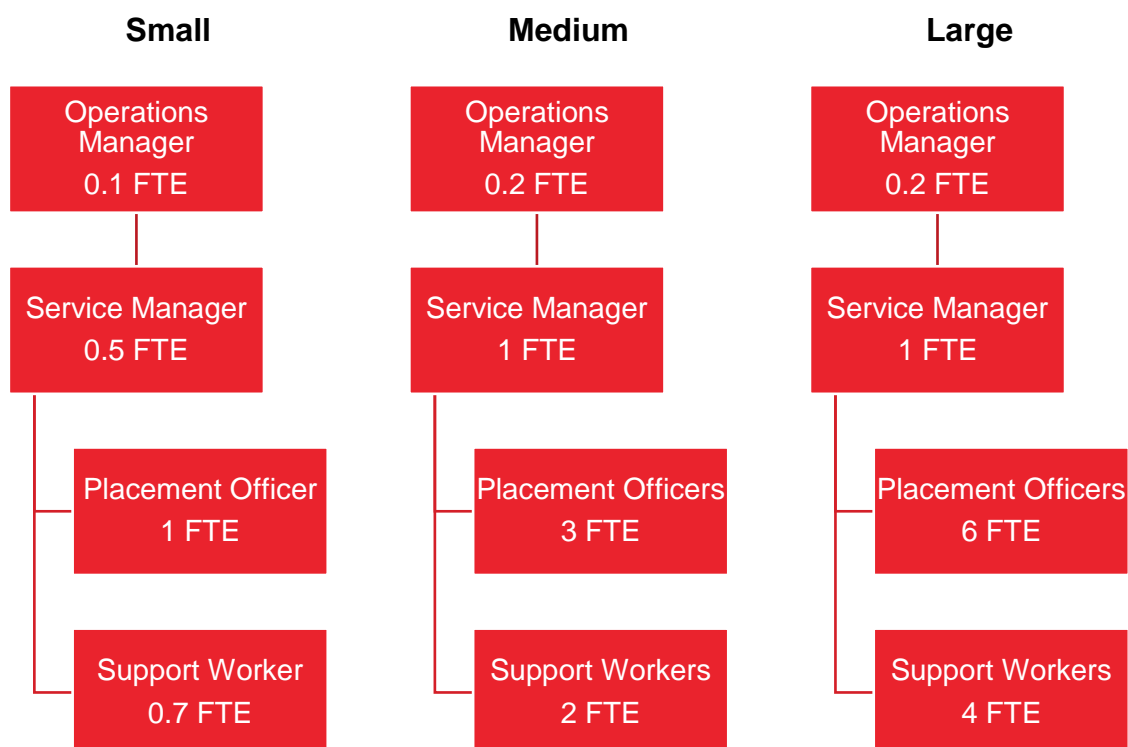 Small
Operations
Manager
0.1 FTE
Service Manager
0.5 FTE
Placement Officer
1 FTE
Support Worker
0.7 FTE
Medium
Operations
Manager
0.2 FTE
Service Manager
1 FTE
Placement Officers
3 FTE
Support Workers
2 FTE
Large
Operations
Manager
0.2 FTE
Service Manager
1 FTE
Placement Officers
6 FTE
Support Workers
4 FTE